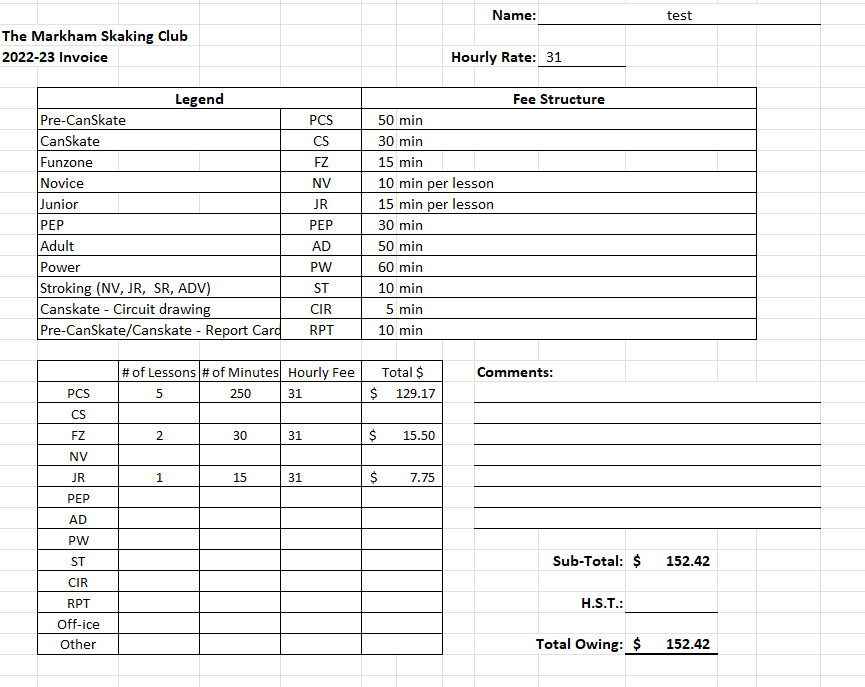 Name: test
The Markham Skaking Club
2022-23 Invoice Hourly Rate: 31
Legend Fee Structure
Pre-CanSkate PCS 50 min
CanSkate CS 30 min
Funzone FZ 15 min
Novice NV 10 min per lesson
Junior JR 15 min per lesson
PEP PEP 30 min
Adult AD 50 min
Power PW 60 min
Stroking (NV, JR, SR, ADV) ST 10 min
Canskate - Circuit drawing CIR 5 min
Pre-CanSkate/Canskate - Report Card RPT 10 min
# of Lessons # of Minutes Hourly Fee Total $ Comments:
PCS 5 250 31 $ 129.17
CS
FZ 2 30 31 $ 15.50
NV
JR 1 15 31 $ 7.75
PEP
AD
PW
ST Sub-Total: $ 152.42
CIR
RPT H.S.T.:
Off-ice
Other Total Owing: $ 152.42